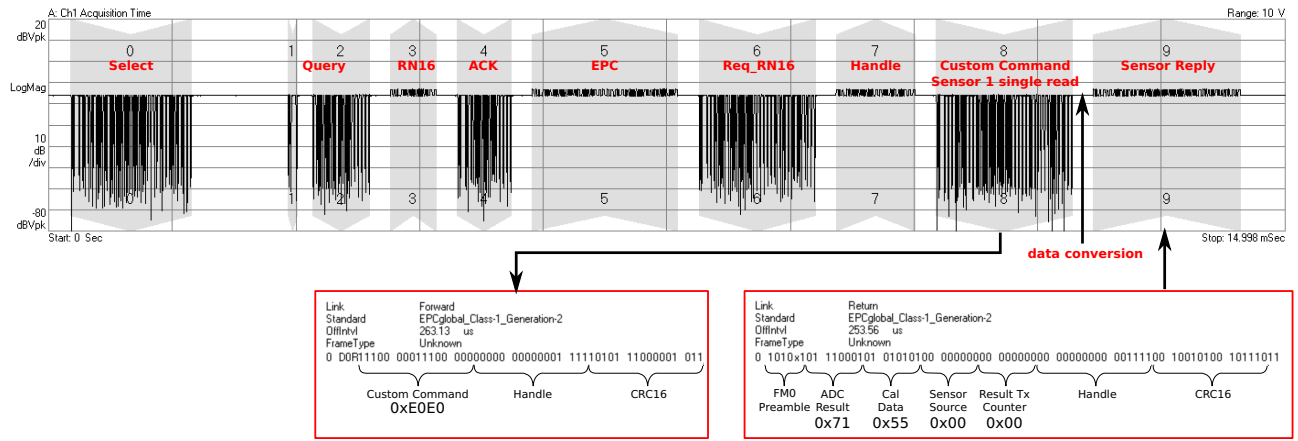 A: Ch1 Acquisition Time Range: 10 V
20
dBVpk
LogMag
10
dB
/div
-80
dBVpk
0 1 2 3 4 5 6 7 8 9
Select Query RN16 ACK EPC Req_RN16 Handle Custom Command Sensor Reply
Sensor 1 single read
0 1 2 3 4 5 6 7 8 9
Start: 0 Sec Stop: 14.998 mSec
data conversion
Link Forward
Standard EPCglobal_Class-1_Generation-2
OffIntvl 263.13 us
FrameType Unknown
0 D0R11100 00011100 00000000 00000001 11110101 11000001 011
Custom Command Handle CRC16
0xE0E0
Link Return
Standard EPCglobal_Class-1_Generation-2
OffIntvl 253.56 us
FrameType Unknown
0 1010x101 11000101 01010100 00000000 00000000 00000000 00111100 10010100 10111011
FM0 ADC Cal Sensor Result Tx Handle CRC16
Preamble Result Data Source Counter
0x71 0x55 0x00 0x00